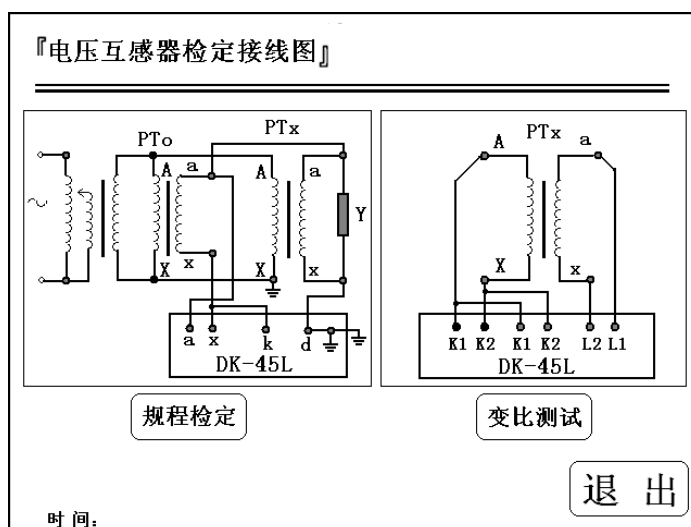 『电压互感器检定接线图』
PTo
PTx
A
a
A
a
Y
X
x
X
x
a
x
k
d
DK-45L
规程检定
PTx
A
a
X
x
K1
K2
K1
K2
L2
L1
DK-45L
变比测试
退 出
时 间: